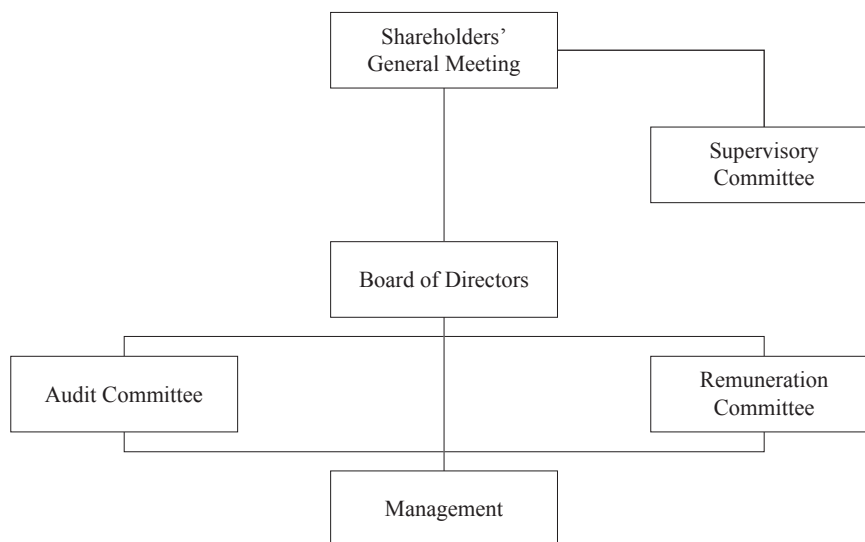 Shareholders’
General Meeting
Supervisory
Committee
Board of Directors
Audit Committee
Remuneration
Committee
Management